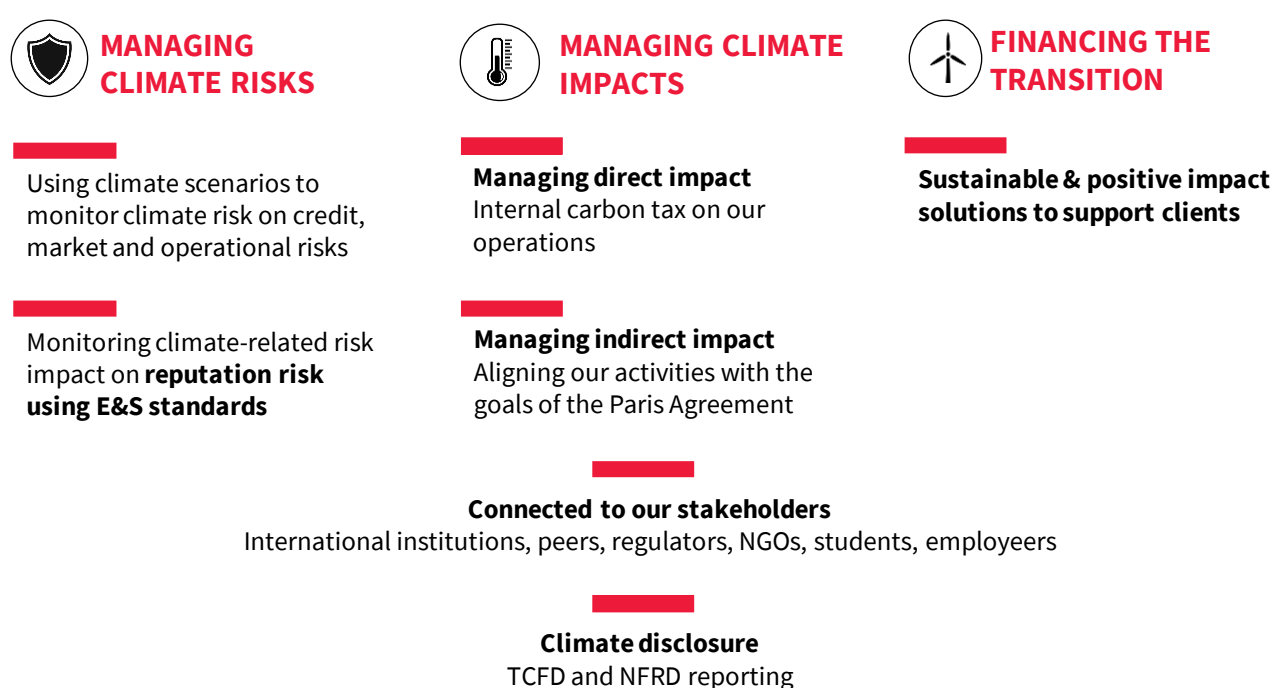 MANAGING
CLIMATE RISKS
Using climate scenarios to
monitor climate risk on credit,
market and operational risks
Monitoring climate-related risk
impact on reputation risk
using E&S standards
MANAGING CLIMATE
IMPACTS
Managing direct impact
Internal carbon tax on our
operations
Managing indirect impact
Aligning our activities with the
goals of the Paris Agreement
FINANCING THE
TRANSITION
Sustainable & positive impact
solutions to support clients
Connected to our stakeholders
International institutions, peers, regulators, NGOs, students, employeers
Climate disclosure
TCFD and NFRD reporting